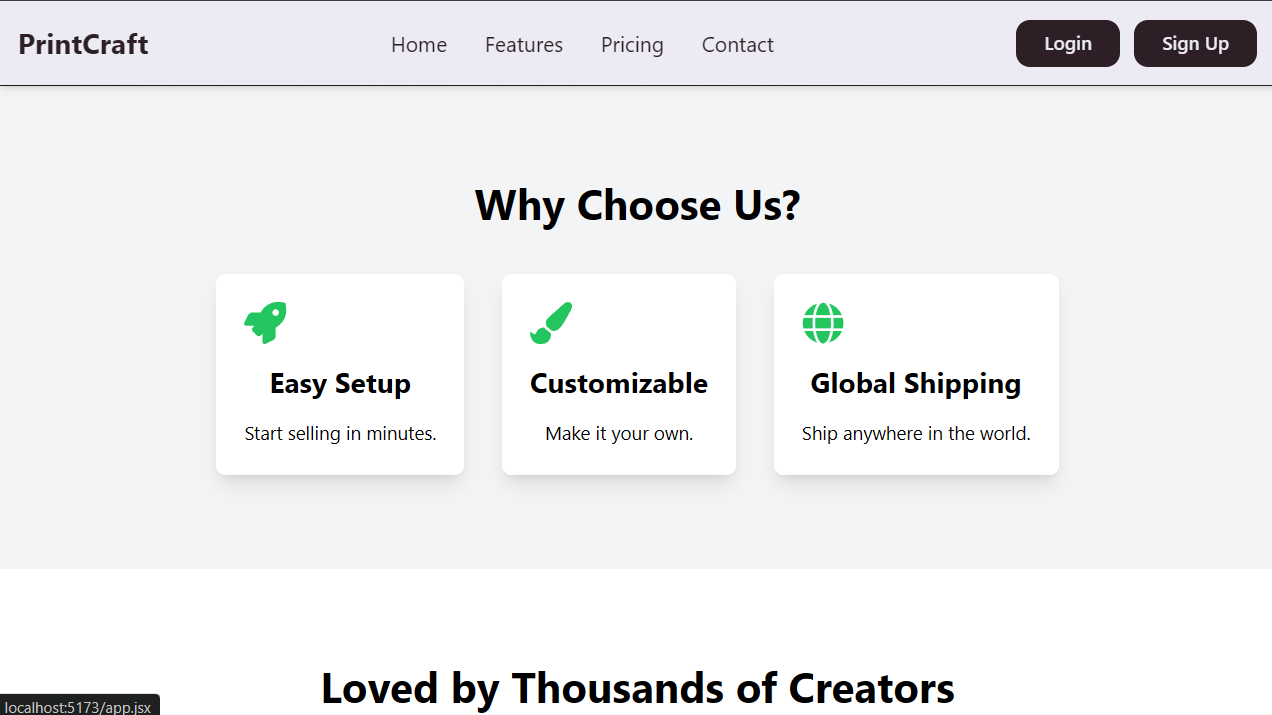 PrintCraft Home Features Pricing Contact Login Sign Up
Why Choose Us?
Easy Setup Customizable Global Shipping
Start selling in minutes. Make it your own. Ship anywhere in the world.
Loved by Thousands of Creators
localhost:5173/app.jsx